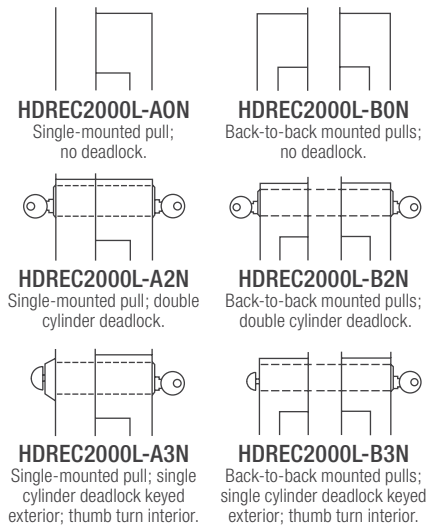 HDREC2000L-A0N
Single-mounted pull;
no deadlock.
HDREC2000L-B0N
Back-to-back mounted pulls;
no deadlock.
HDREC2000L-A2N
Single-mounted pull; double
cylinder deadlock.
HDREC2000L-B2N
Back-to-back mounted pulls;
double cylinder deadlock.
HDREC2000L-A3N
Single-mounted pull; single
cylinder deadlock keyed
exterior; thumb turn interior.
HDREC2000L-B3N
Back-to-back mounted pulls;
single cylinder deadlock keyed
exterior; thumb turn interior.